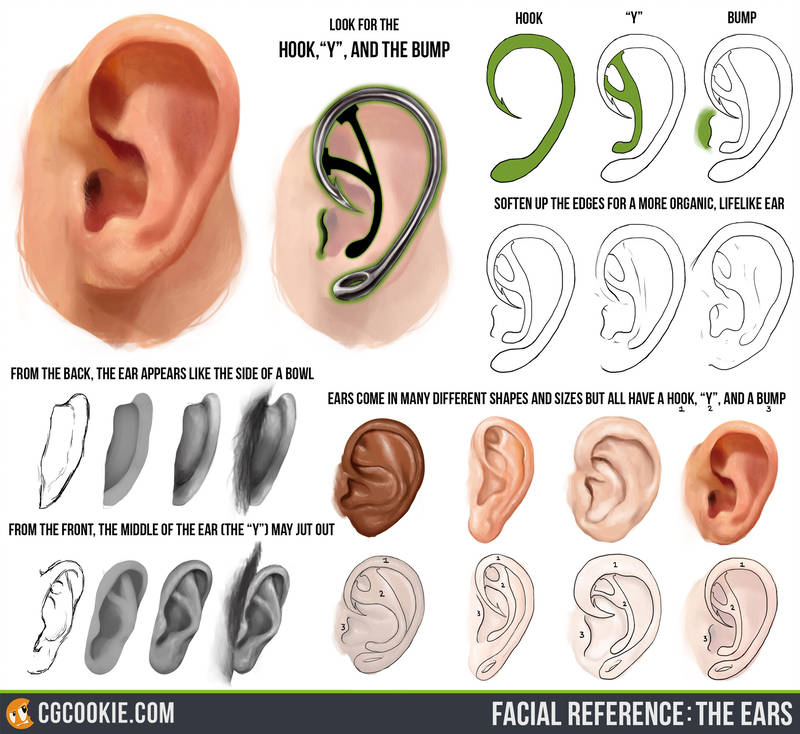 LOOK FOR THE
HOOK, “Y”, AND THE BUMP
HOOK
“Y”
BUMP
SOFTEN UP THE EDGES FOR A MORE ORGANIC, LIFELIKE EAR
FROM THE BACK, THE EAR APPEARS LIKE THE SIDE OF A BOWL
EARS COME IN MANY DIFFERENT SHAPES AND SIZES BUT ALL HAVE A HOOK, “Y”, AND A BUMP
1 2 3
FROM THE FRONT, THE MIDDLE OF THE EAR (THE “Y”) MAY JUT OUT
1
2
3
1
2
3
1
2
3
1
2
3
CGCOOKIE.COM
FACIAL REFERENCE: THE EARS